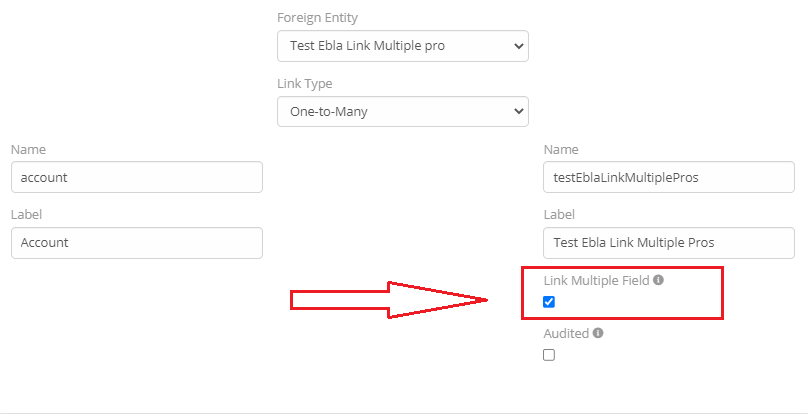 Foreign Entity
Test Ebla Link Multiple pro
Link Type
One-to-Many
Name
account
Label
Account
Name
testEblaLinkMultiplePros
Label
Test Ebla Link Multiple Pros
Link Multiple Field
Audited